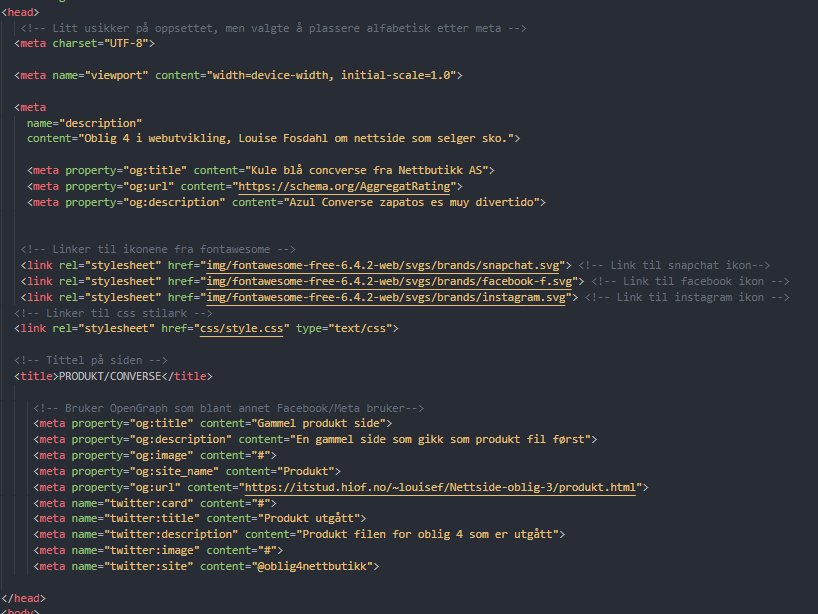 <head>
<!-- Litt usikker på oppsettet, men valgte å plassere alfabetisk etter meta -->
<meta charset="UTF-8">
<meta name="viewport" content="width=device-width, initial-scale=1.0">
<meta
name="description"
content="Oblig 4 i webutvikling, Louise Fosdahl om nettside som selger sko.">
<meta property="og:title" content="Kule blå concverse fra Nettbutikk AS">
<meta property="og:url" content="https://schema.org/AggregatRating">
<meta property="og:description" content="Azul Converse zapatos es muy divertido">
<!-- Linker til ikonene fra fontawesome -->
<link rel="stylesheet" href="img/fontawesome-free-6.4.2-web/svgs/brands/snapchat.svg"> <!-- Link til snapchat ikon-->
<link rel="stylesheet" href="img/fontawesome-free-6.4.2-web/svgs/brands/facebook-f.svg"> <!-- Link til facebook ikon -->
<link rel="stylesheet" href="img/fontawesome-free-6.4.2-web/svgs/brands/instagram.svg"> <!-- Link til instagram ikon -->
<!-- Linker til css stilark -->
<link rel="stylesheet" href="css/style.css" type="text/css">
<!-- Tittel på siden -->
<title>PRODUKT/CONVERSE</title>
<!-- Bruker OpenGraph som blant annet Facebook/Meta bruker-->
<meta property="og:title" content="Gammel produkt side">
<meta property="og:description" content="En gammel side som gikk som produkt fil først">
<meta property="og:image" content="#">
<meta property="og:site_name" content="Produkt">
<meta property="og:url" content="https://itstud.hiof.no/~louisef/Nettside-oblig-3/produkt.html">
<meta name="twitter:card" content="#">
<meta name="twitter:title" content="Produkt utgått">
<meta name="twitter:description" content="Produkt filen for oblig 4 som er utgått">
<meta name="twitter:image" content="#">
<meta name="twitter:site" content="@oblig4nettbutikk">
</head>
<body>